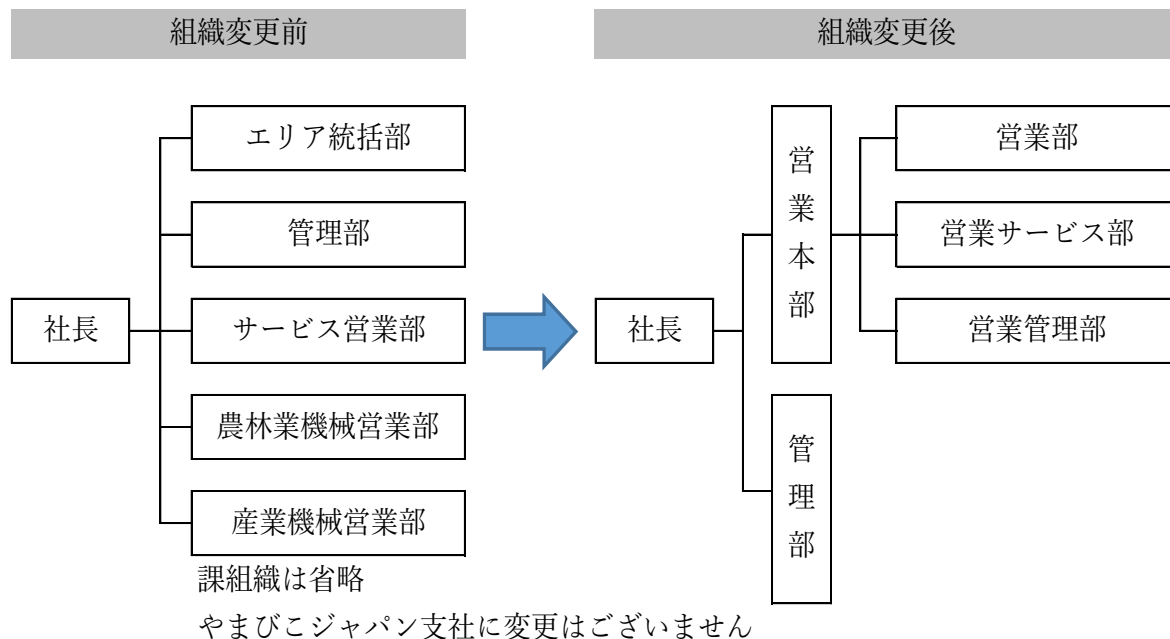 組織変更前
社長
エリア統括部
管理部
サービス営業部
農林業機械営業部
産業機械営業部
課組織は省略
やまびこジャパン支社に変更はございません
組織変更後
社長
営業本部
管理部
営業部
営業サービス部
営業管理部